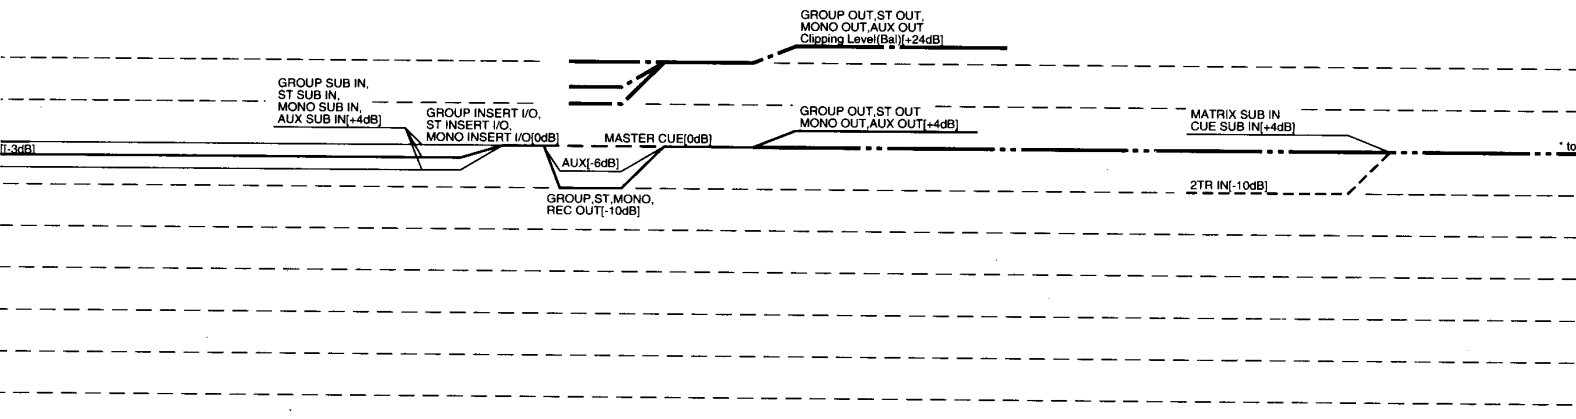 GROUP OUT,ST OUT,
MONO OUT,AUX OUT
Clipping Level(Bal)[+24dB]
GROUP SUB IN,
ST SUB IN,
MONO SUB IN,
AUX SUB IN[+4dB]
GROUP INSERT I/O,
ST INSERT I/O,
MONO INSERT I/O[0dB]
MASTER CUE[0dB]
GROUP OUT,ST OUT
MONO OUT,AUX OUT[+4dB]
MATRIX SUB IN
CUE SUB IN[+4dB]
[-3dB]
* to
AUX[-6dB]
2TR IN[-10dB]
GROUP,ST,MONO,
REC OUT[-10dB]